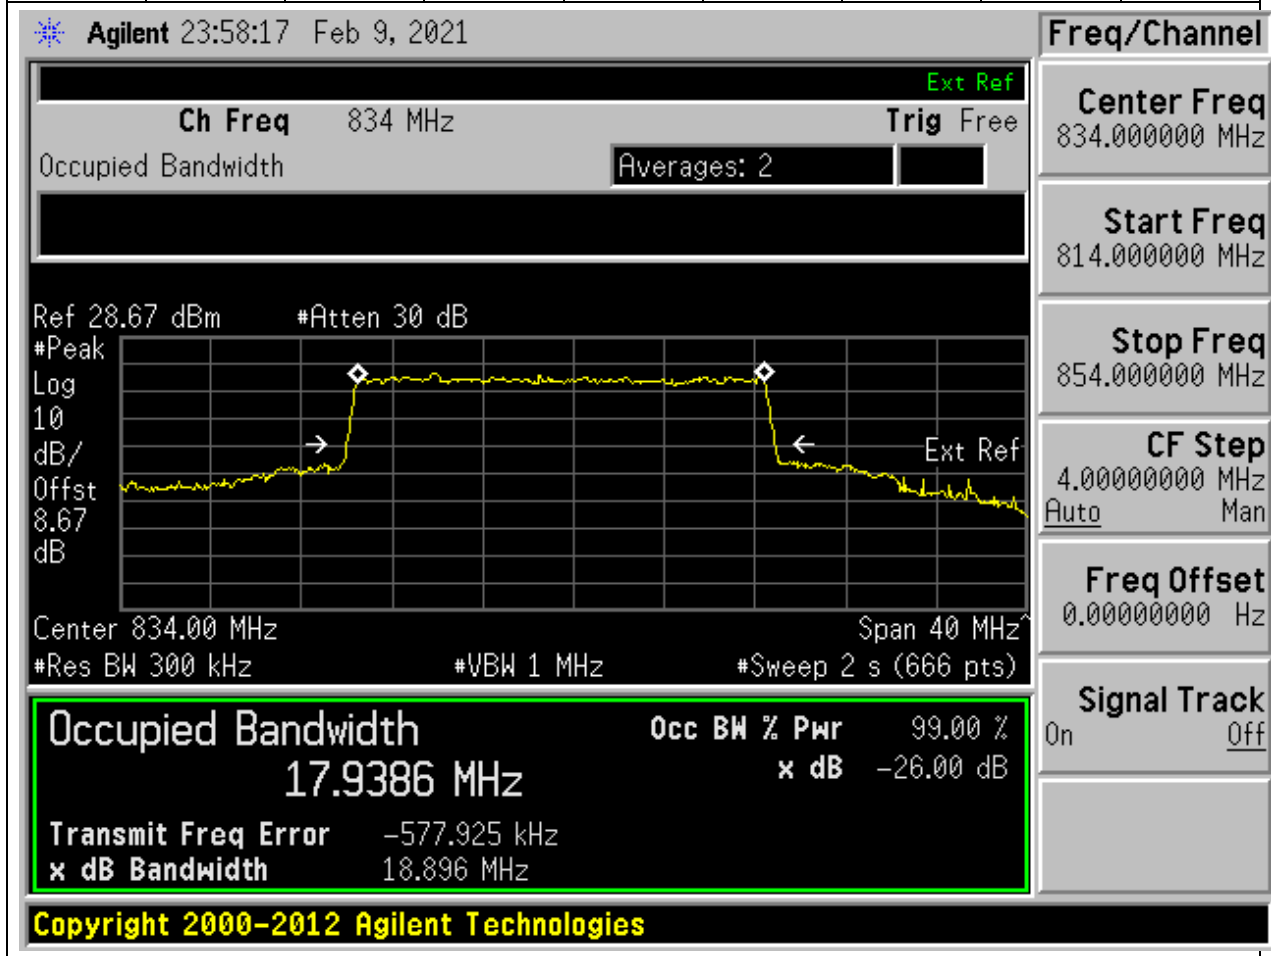 Agilent 23:58:17 Feb 9, 2021
Freq/Channel
Ext Ref
Ch Freq 834 MHz Trig Free
Occupied Bandwidth Averages: 2
Center Freq
834.000000 MHz
Start Freq
814.000000 MHz
Stop Freq
854.000000 MHz
CF Step
4.00000000 MHz
Auto Man
Freq Offset
0.00000000 Hz
Signal Track
On Off
Ref 28.67 dBm #Atten 30 dB
#Peak
Log
10
dB/
Offst
8.67
dB
Ext Ref
Center 834.00 MHz Span 40 MHz^
#Res BW 300 kHz #VBW 1 MHz #Sweep 2 s (666 pts)
Occupied Bandwidth Occ BW % Pwr 99.00 %
17.9386 MHz x dB -26.00 dB
Transmit Freq Error -577.925 kHz
x dB Bandwidth 18.896 MHz
Copyright 2000-2012 Agilent Technologies